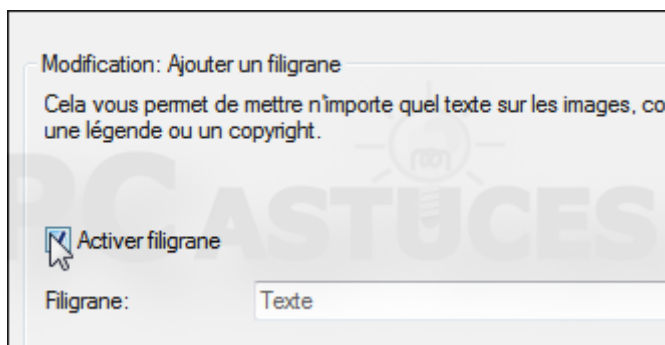 Modification: Ajouter un filigrane
Cela vous permet de mettre n'importe quel texte sur les images, co
une légende ou un copyright.
PC ASTUCES
Activer filigrane
Filigrane: Texte